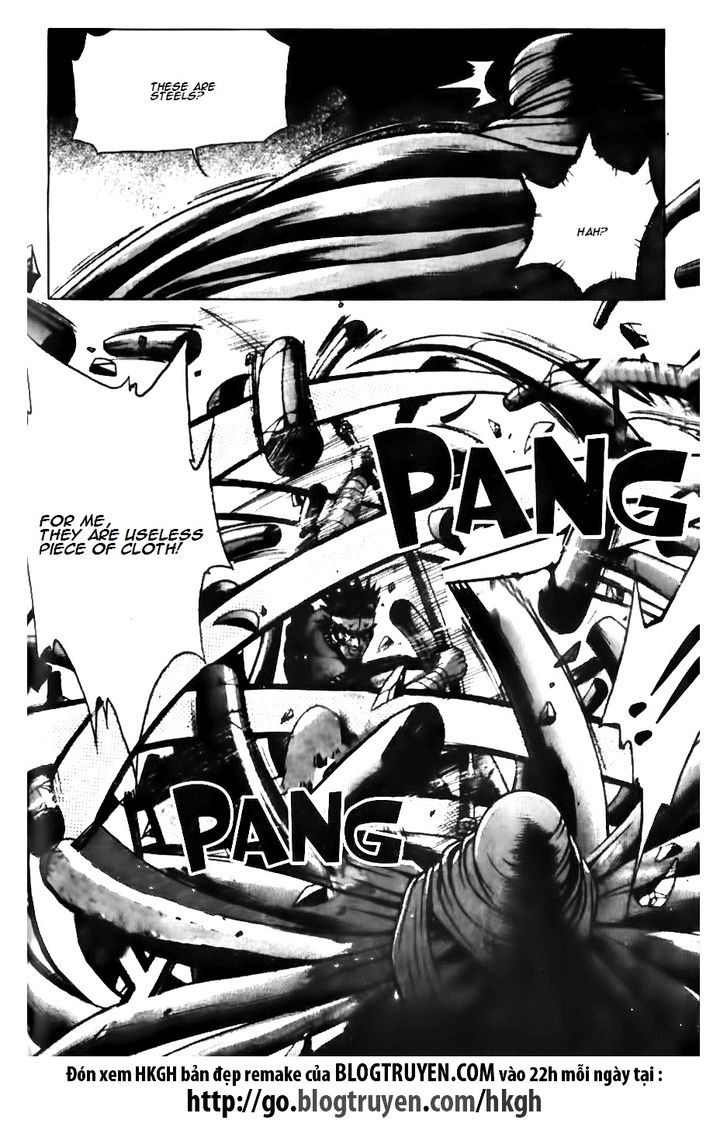 THESE ARE
STEELS?
HAH?
FOR ME,
THEY ARE USELESS
PIECE OF CLOTH!
PANG
!!
PANG
Đón xem HKGH bản đẹp remake của BLOGTRUYEN.COM vào 22h mỗi ngày tại :
http://go.blogtruyen.com/hkgh